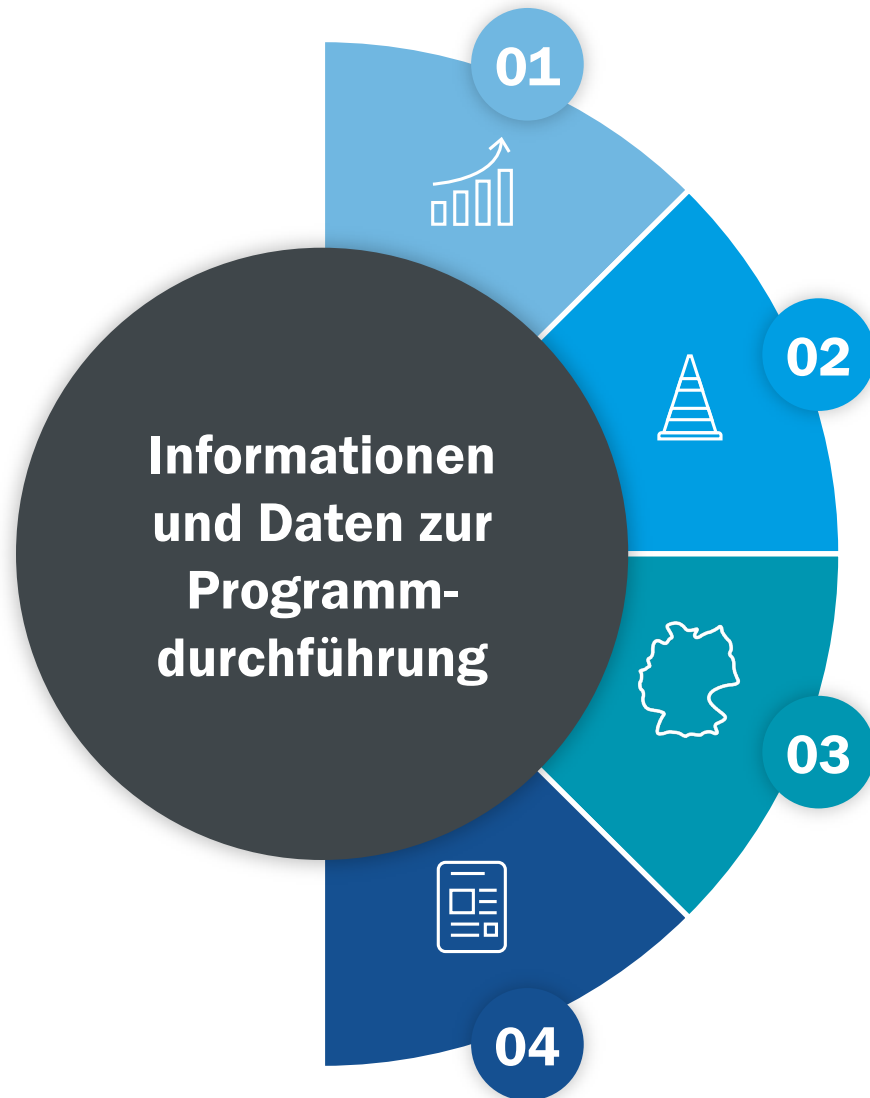 01
02
Informationen
und Daten zur
Programm-
durchführung
03
04